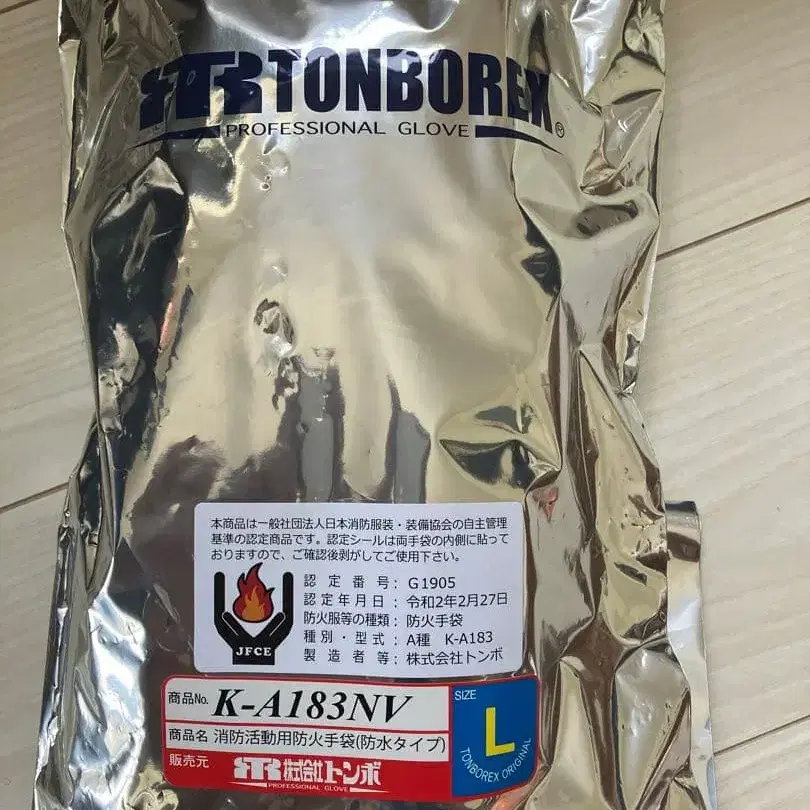 TR TONBOREX®
PROFESSIONAL GLOVE
本商品は一般社団法人日本消防服装・装備協会の自主管理
基準の認定商品です。認定シールは両手袋の内側に貼って
おりますので、ご確認後剥がしてご使用下さい。
JFCE
認定番号：G1905
認定年月日：令和2年2月27日
防火服等の種類：防火手袋
種別・型式：A種 K-A183
製造者等：株式会社トンボ
商品No. K-A183NV
商品名 消防活動用防火手袋(防水タイプ)
販売元 TR 株式会社トンボ
PROFESSIONAL GLOVE
SIZE
L
TONBOREX ORIGINAL